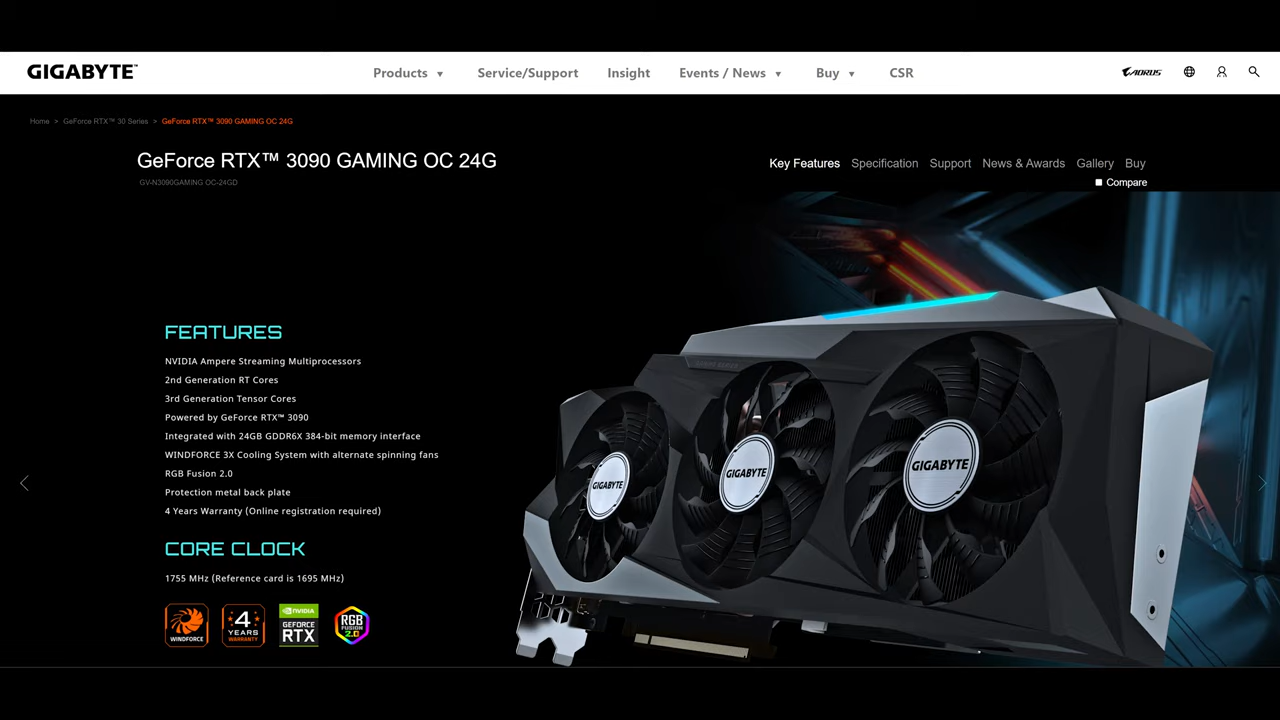 GIGABYTE™
Products ▼ Service/Support Insight Events / News ▼ Buy ▼ CSR
AORUS
Home > GeForce RTX™ 30 Series > GeForce RTX™ 3090 GAMING OC 24G
GeForce RTX™ 3090 GAMING OC 24G
GV-N3090GAMING OC-24GD
Key Features Specification Support News & Awards Gallery Buy
Compare
FEATURES
NVIDIA Ampere Streaming Multiprocessors
2nd Generation RT Cores
3rd Generation Tensor Cores
Powered by GeForce RTX™ 3090
Integrated with 24GB GDDR6X 384-bit memory interface
WINDFORCE 3X Cooling System with alternate spinning fans
RGB Fusion 2.0
Protection metal back plate
4 Years Warranty (Online registration required)
CORE CLOCK
1755 MHz (Reference card is 1695 MHz)
WINDFORCE
4
YEARS
WARRANTY
NVIDIA
GEFORCE
RTX
RGB
FUSION
2.0
GIGABYTE
GIGABYTE
GIGABYTE